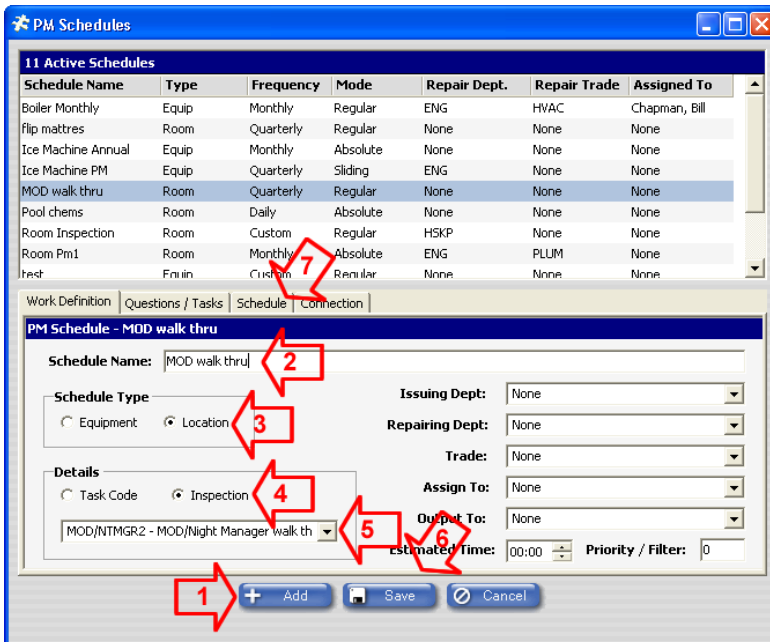 PM Schedules
11 Active Schedules
Schedule Name Type Frequency Mode Repair Dept. Repair Trade Assigned To
Boiler Monthly Equip Monthly Regular ENG HVAC Chapman, Bill
flip mattres Room Quarterly Regular None None None
Ice Machine Annual Equip Monthly Absolute None None None
Ice Machine PM Equip Quarterly Sliding ENG None None
MOD walk thru Room Quarterly Regular None None None
Pool chems Room Daily Absolute None None None
Room Inspection Room Custom Regular HSKP None None
Room Pm1 Room Monthly Absolute ENG PLUM None
test Equip Custom Regular None None None
7
Work Definition Questions / Tasks Schedule Connection
PM Schedule - MOD walk thru
Schedule Name: MOD walk thru 2
Schedule Type Issuing Dept: None
Equipment Location 3 Repairing Dept: None
Trade: None
Details Assign To: None
Task Code Inspection 4 Output To: None
MOD/NTMGR2 - MOD/Night Manager walk th 5 6
Estimated Time: 00:00 Priority / Filter: 0
1 Add Save Cancel